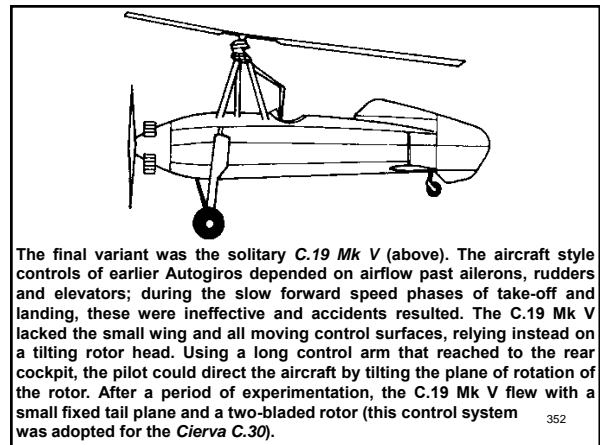 The final variant was the solitary C.19 Mk V (above). The aircraft style
controls of earlier Autogiros depended on airflow past ailerons, rudders
and elevators; during the slow forward speed phases of take-off and
landing, these were ineffective and accidents resulted. The C.19 Mk V
lacked the small wing and all moving control surfaces, relying instead on
a tilting rotor head. Using a long control arm that reached to the rear
cockpit, the pilot could direct the aircraft by tilting the plane of rotation of
the rotor. After a period of experimentation, the C.19 Mk V flew with a
small fixed tail plane and a two-bladed rotor (this control system
was adopted for the Cierva C.30).
352